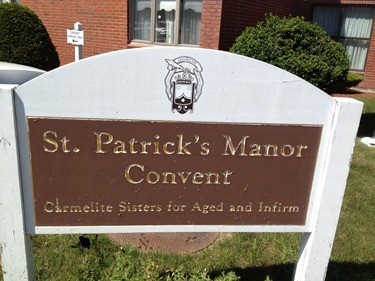 St. Patrick's Manor
Convent
Carmelite Sisters for Aged and Infirm